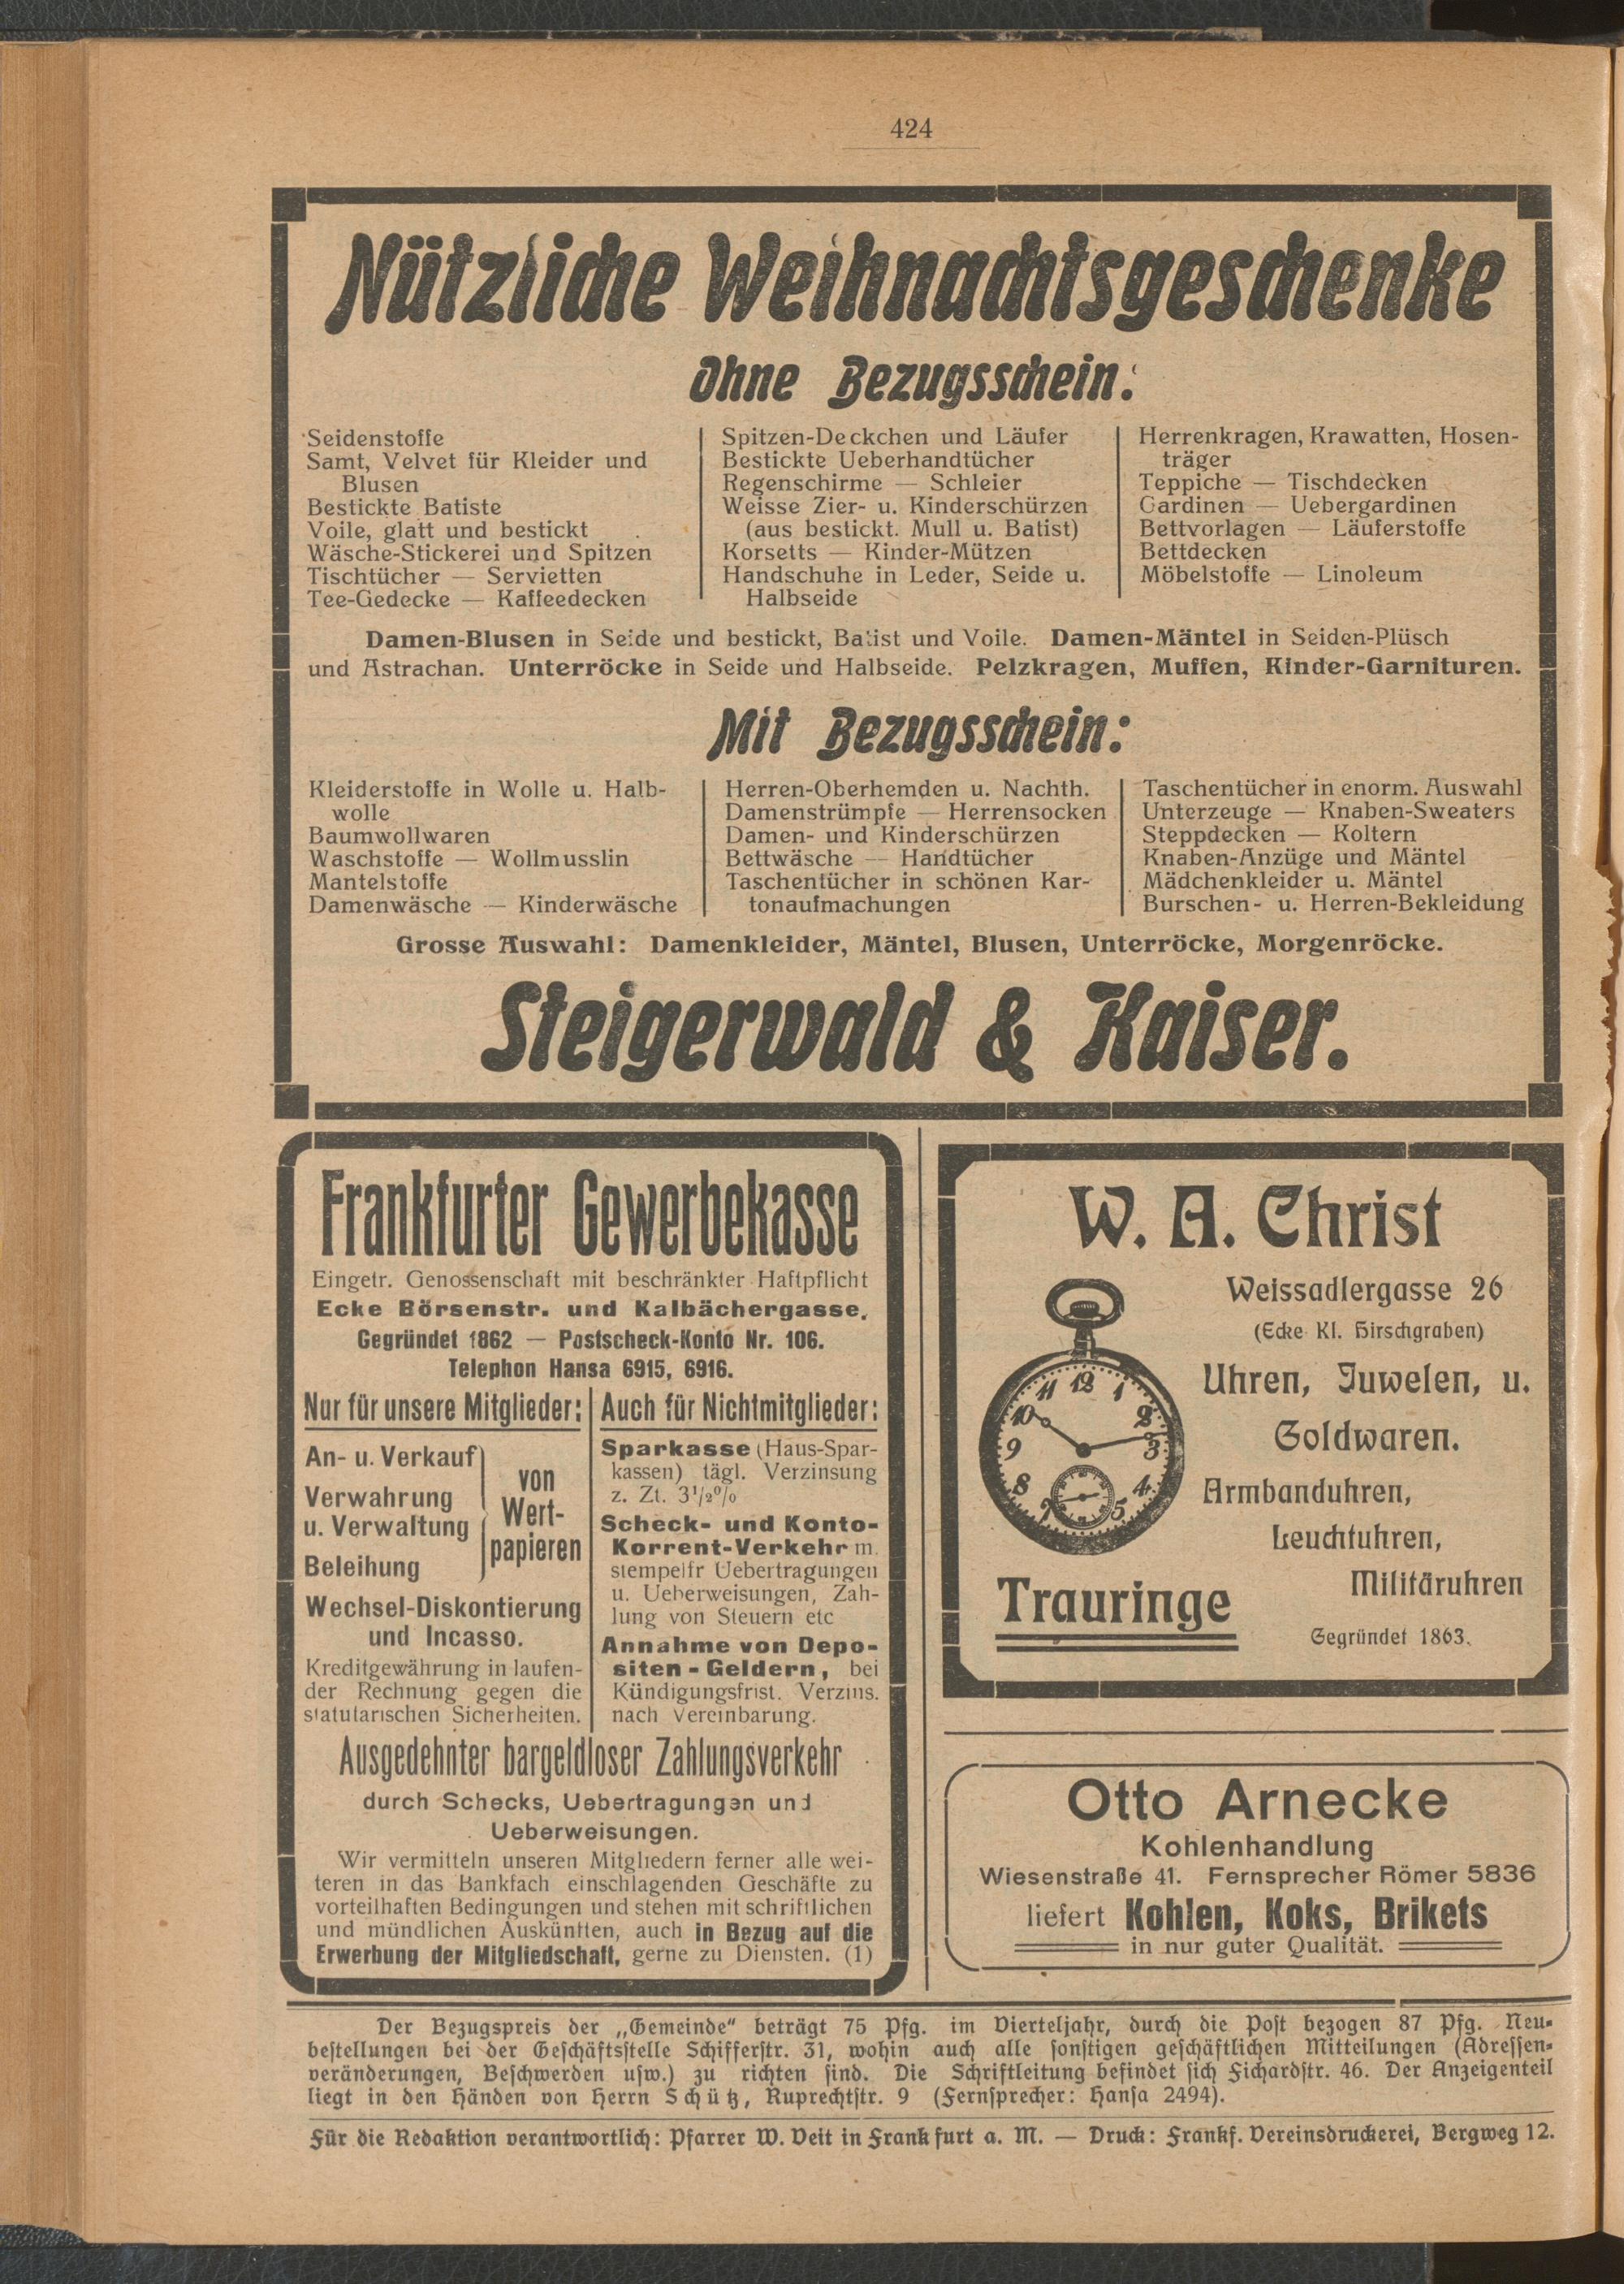 424
Nützliche Weihnachtsgeschenke
Ohne Bezugsschein:
Seidenstoffe
Samt, Velvet für Kleider und
Blusen
Bestickte Batiste
Voile, glatt und bestickt
Wäsche-Stickerei und Spitzen
Tischtücher — Servietten
Tee-Gedecke — Kaffeedecken
Spitzen-Deckchen und Läufer
Bestickte Ueberhandtücher
Regenschirme — Schleier
Weisse Zier- u. Kinderschürzen
(aus bestickt. Mull u. Batist)
Korsetts — Kinder-Mützen
Handschuhe in Leder, Seide u.
Halbseide
Herrenkragen, Krawatten, Hosen-
träger
Teppiche — Tischdecken
Gardinen — Uebergardinen
Bettvorlagen — Läuferstoffe
Bettdecken
Möbelstoffe — Linoleum
Damen-Blusen in Seide und bestickt, Batist und Voile. Damen-Mäntel in Seiden-Plüsch
und Astrachan. Unterröcke in Seide und Halbseide. Pelzkragen, Muffen, Kinder-Garnituren.
Mit Bezugsschein:
Kleiderstoffe in Wolle u. Halb-
wolle
Baumwollwaren
Waschstoffe — Wollmusslin
Mantelstoffe
Damenwäsche — Kinderwäsche
Herren-Oberhemden u. Nachth.
Damenstrümpfe — Herrensocken
Damen- und Kinderschürzen
Bettwäsche — Handtücher
Taschentücher in schönen Kar-
tonaufmachungen
Taschentücher in enorm. Auswahl
Unterzeuge — Knaben-Sweaters
Steppdecken — Koltern
Knaben-Anzüge und Mäntel
Mädchenkleider u. Mäntel
Burschen- u. Herren-Bekleidung
Grosse Auswahl: Damenkleider, Mäntel, Blusen, Unterröcke, Morgenröcke.
Steigerwald & Kaiser.
Frankfurter Gewerbekasse
Eingetr. Genossenschaft mit beschränkter Haftpflicht
Ecke Börsenstr. und Kalbächergasse.
Gegründet 1862 — Postscheck-Konto Nr. 106.
Telephon Hansa 6915, 6916.
Nur für unsere Mitglieder:
An- u. Verkauf
Verwahrung
u. Verwaltung
Beleihung
von
Wert-
papieren
Wechsel-Diskontierung
und Incasso.
Kreditgewährung in laufen-
der Rechnung gegen die
statutarischen Sicherheiten.
Auch für Nichtmitglieder:
Sparkasse (Haus-Spar-
kassen) tägl. Verzinsung
z. Zt. 3½%
Scheck- und Konto-
Korrent-Verkehr m.
stempelfr Uebertragungen
u. Ueberweisungen, Zah-
lung von Steuern etc
Annahme von Depo-
siten-Geldern, bei
Kündigungsfrist. Verzins.
nach Vereinbarung.
Ausgedehnter bargeldloser Zahlungsverkehr
durch Schecks, Uebertragungen und
Ueberweisungen.
Wir vermitteln unseren Mitgliedern ferner alle wei-
teren in das Bankfach einschlagenden Geschäfte zu
vorteilhaften Bedingungen und stehen mit schriftlichen
und mündlichen Auskünften, auch in Bezug auf die
Erwerbung der Mitgliedschaft, gerne zu Diensten. (1)
W. A. Christ
Weissadlergasse 26
(Ecke Kl. Hirschgraben)
Uhren, Juwelen, u.
Goldwaren.
Armbanduhren,
Leuchtuhren,
Militäruhren
Gegründet 1863.
11 12 1
10 2
9 3
8 4
7 5
Trauringe
Otto Arnecke
Kohlenhandlung
Wiesenstraße 41. Fernsprecher Römer 5836
liefert Kohlen, Koks, Brikets
in nur guter Qualität.
Der Bezugspreis der „Gemeinde“ beträgt 75 Pfg. im Vierteljahr, durch die Post bezogen 87 Pfg. Neu-
bestellungen bei der Geschäftsstelle Schifferstr. 31, wohin auch alle sonstigen geschäftlichen Mitteilungen (Adressen-
veränderungen, Beschwerden usw.) zu richten sind. Die Schriftleitung befindet sich Fichardstr. 46. Der Anzeigenteil
liegt in den Händen von Herrn Schütz, Ruprechtstr. 9 (Fernsprecher: Hansa 2494).
Für die Redaktion verantwortlich: Pfarrer W. Veit in Frankfurt a. M. — Druck: Frankf. Vereinsdruckerei, Bergweg 12.